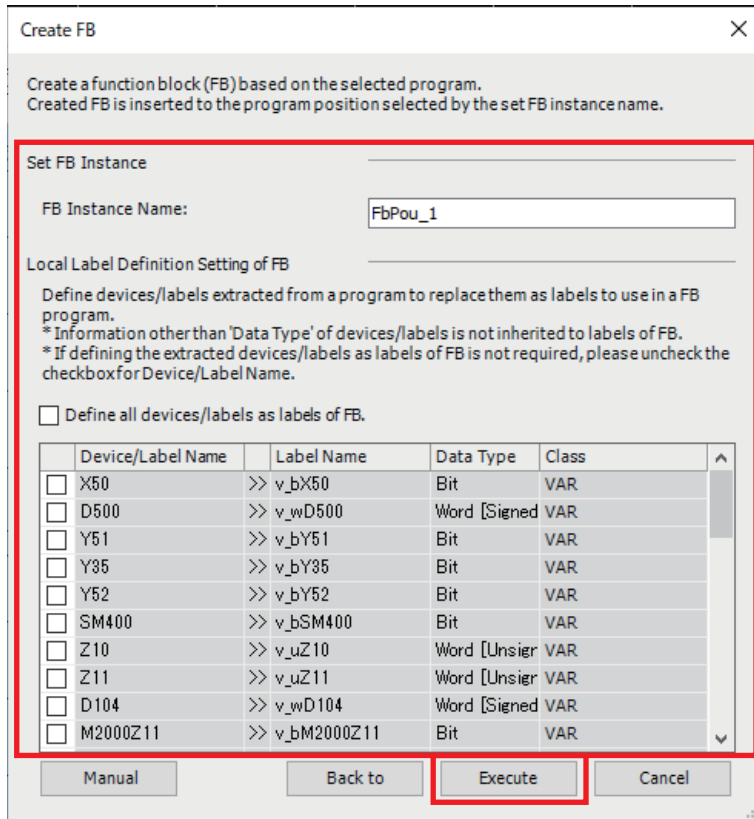 Create FB
Create a function block (FB) based on the selected program.
Created FB is inserted to the program position selected by the set FB instance name.
Set FB Instance
FB Instance Name:
FbPou_1
Local Label Definition Setting of FB
Define devices/labels extracted from a program to replace them as labels to use in a FB
program.
* Information other than 'Data Type' of devices/labels is not inherited to labels of FB.
* If defining the extracted devices/labels as labels of FB is not required, please uncheck the
checkbox for Device/Label Name.
Define all devices/labels as labels of FB.
Device/Label Name Label Name Data Type Class
X50 >> v_bX50 Bit VAR
D500 >> v_wD500 Word [Signed VAR
Y51 >> v_bY51 Bit VAR
Y35 >> v_bY35 Bit VAR
Y52 >> v_bY52 Bit VAR
SM400 >> v_bSM400 Bit VAR
Z10 >> v_uZ10 Word [Unsigr VAR
Z11 >> v_uZ11 Word [Unsigr VAR
D104 >> v_wD104 Word [Signed VAR
M2000Z11 >> v_bM2000Z11 Bit VAR
Manual Back to Execute Cancel